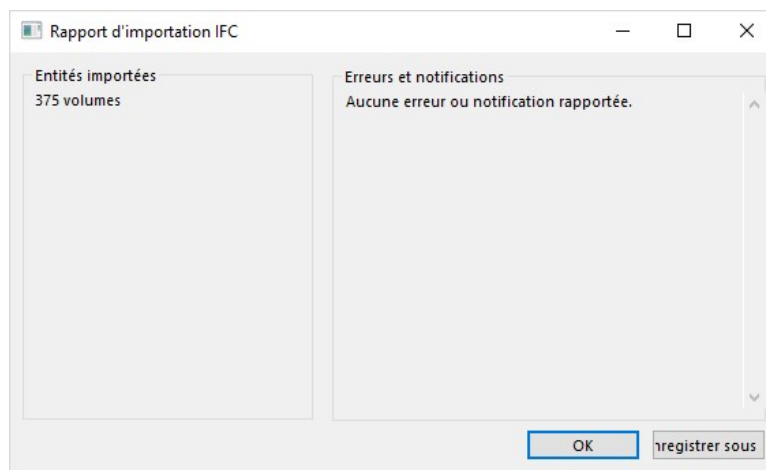 Rapport d'importation IFC
Entités importées
375 volumes
Erreurs et notifications
Aucune erreur ou notification rapportée.
OK
nregistrer sous